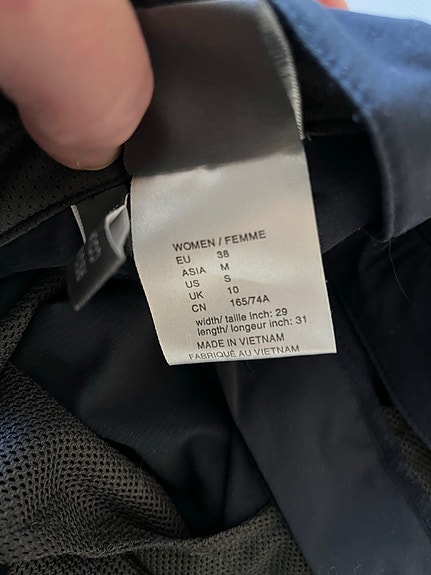 WOMEN / FEMME
EU 38
ASIA M
US S
UK 10
CN 165/74A
width/ taille inch: 29
length/ longeur inch: 31
MADE IN VIETNAM
FABRIQUÉ AU VIETNAM